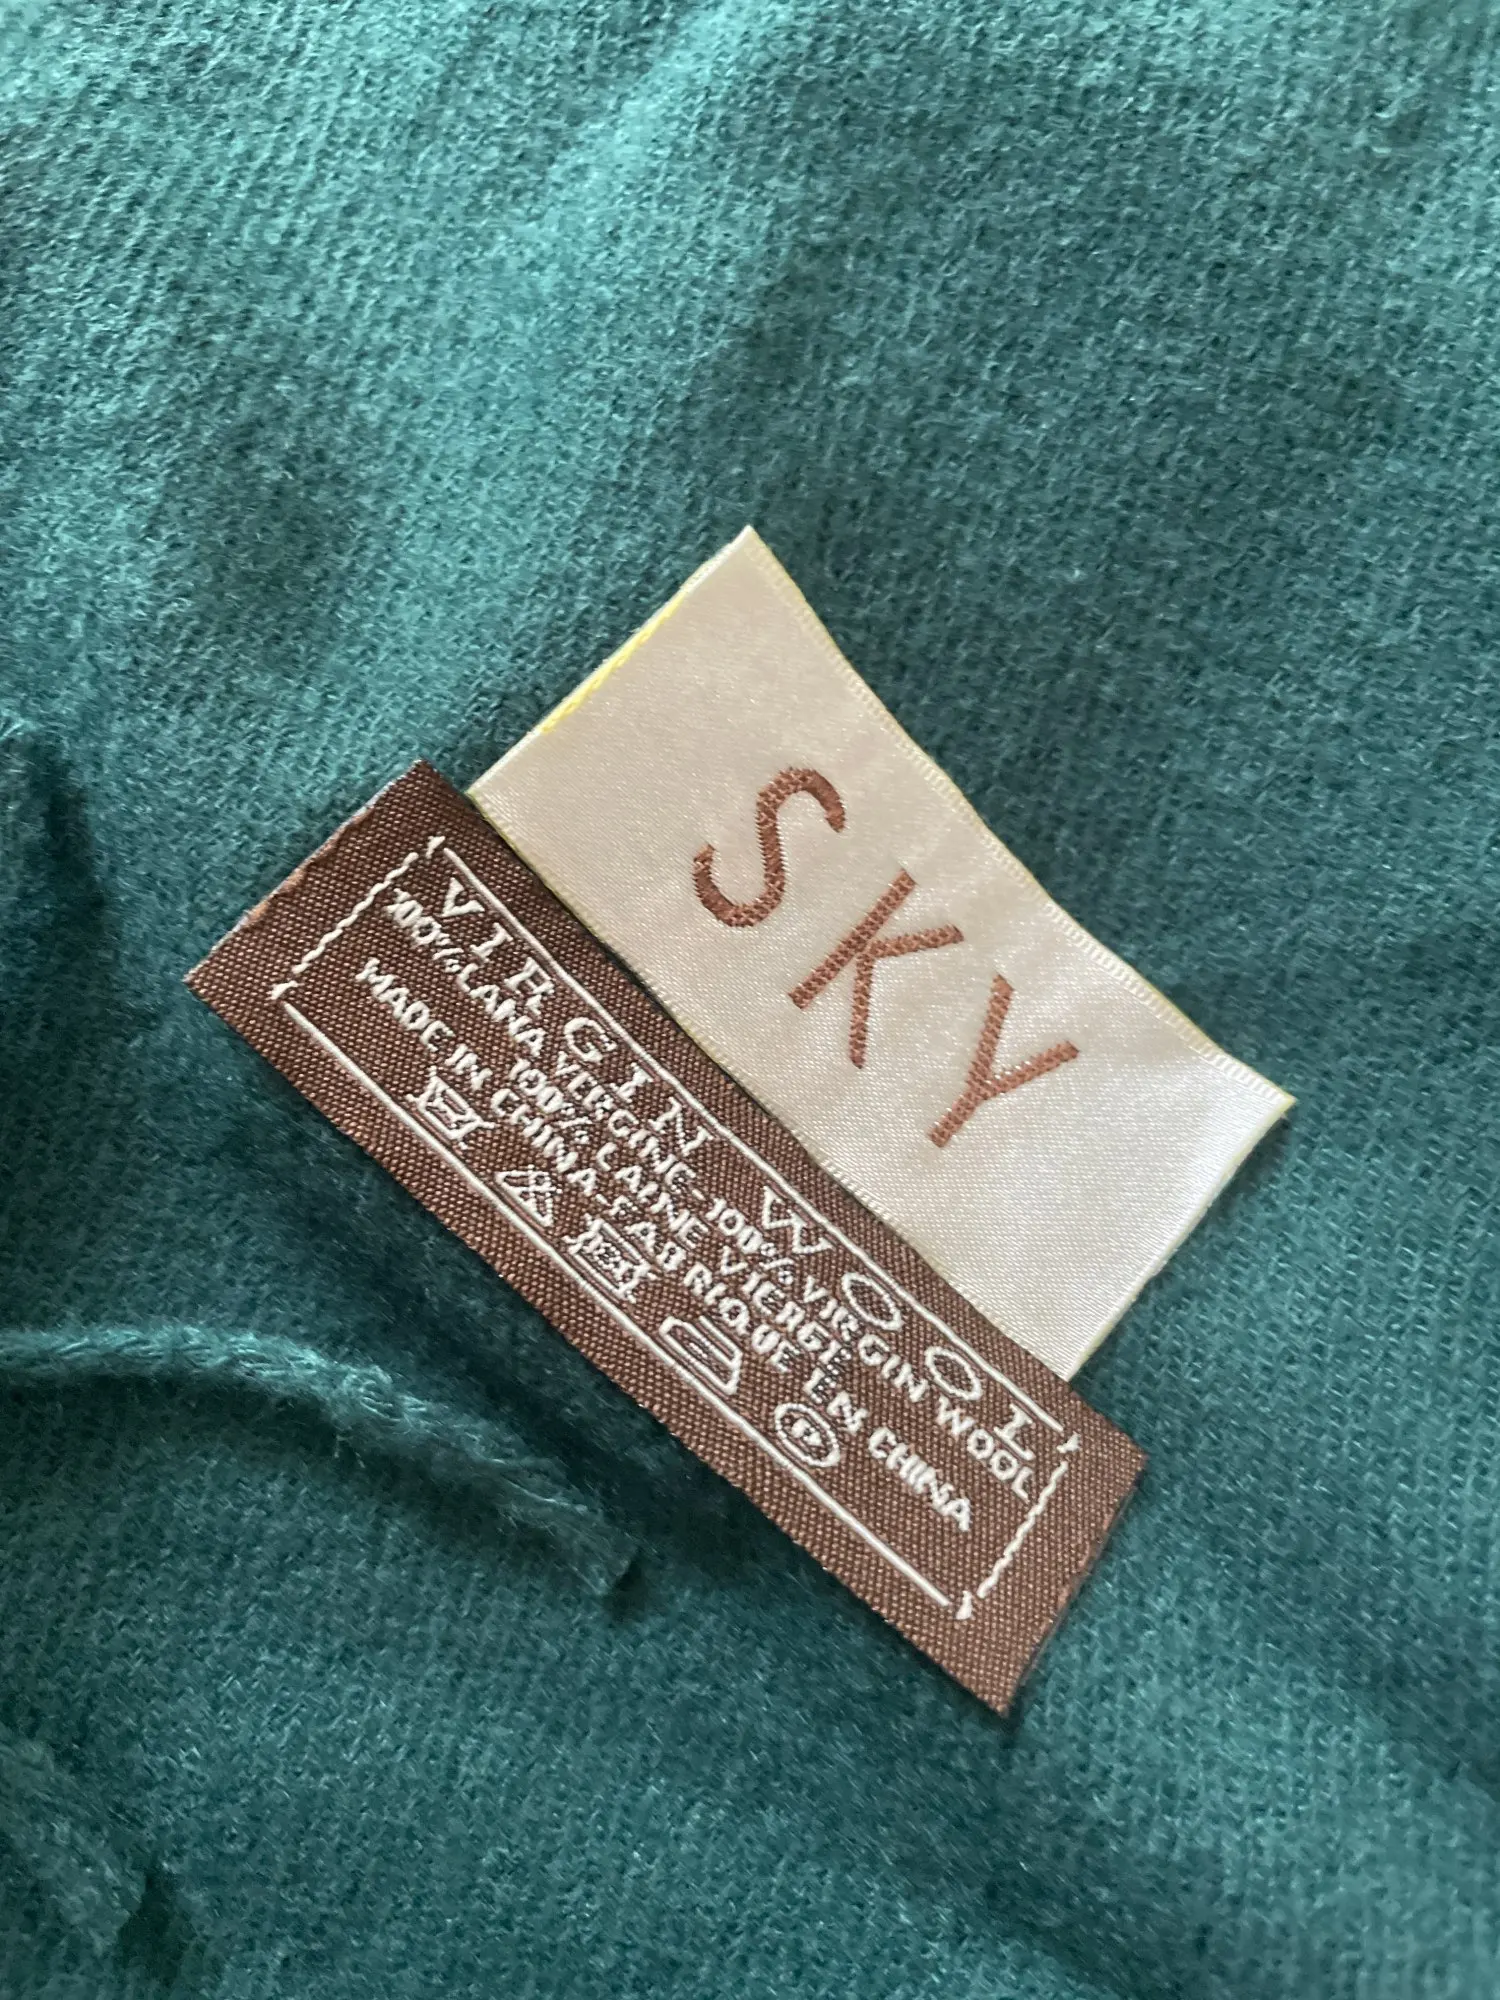 SKY
VIRGIN WOOL
100% LANA VERGINE-100% VIRGIN WOOL
100% LAINE VIERGE
MADE IN CHINA-FABRIQUE EN CHINA